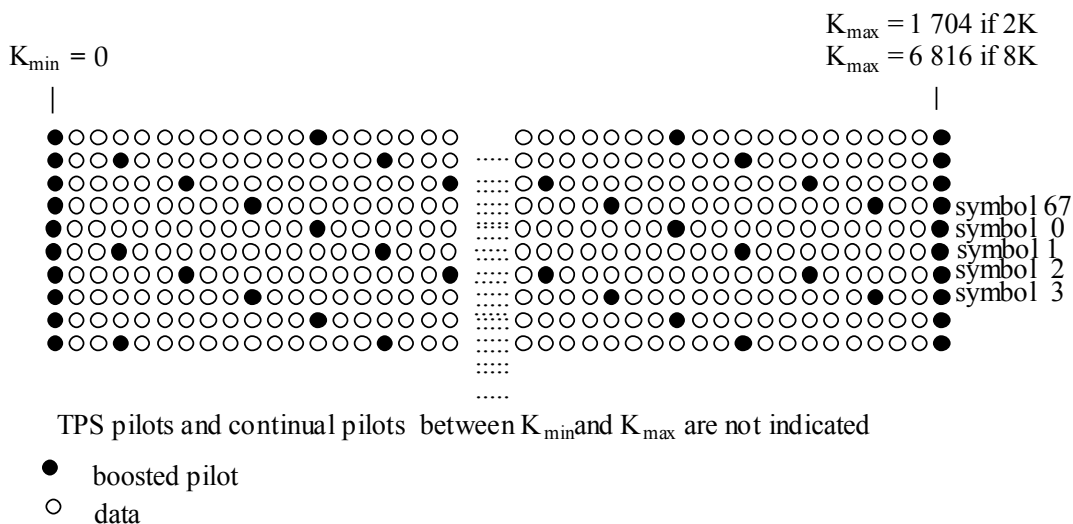 K_max = 1 704 if 2K
K_min = 0
K_max = 6 816 if 8K
symbol 67
symbol 0
symbol 1
symbol 2
symbol 3
TPS pilots and continual pilots between K_min and K_max are not indicated
boosted pilot
data